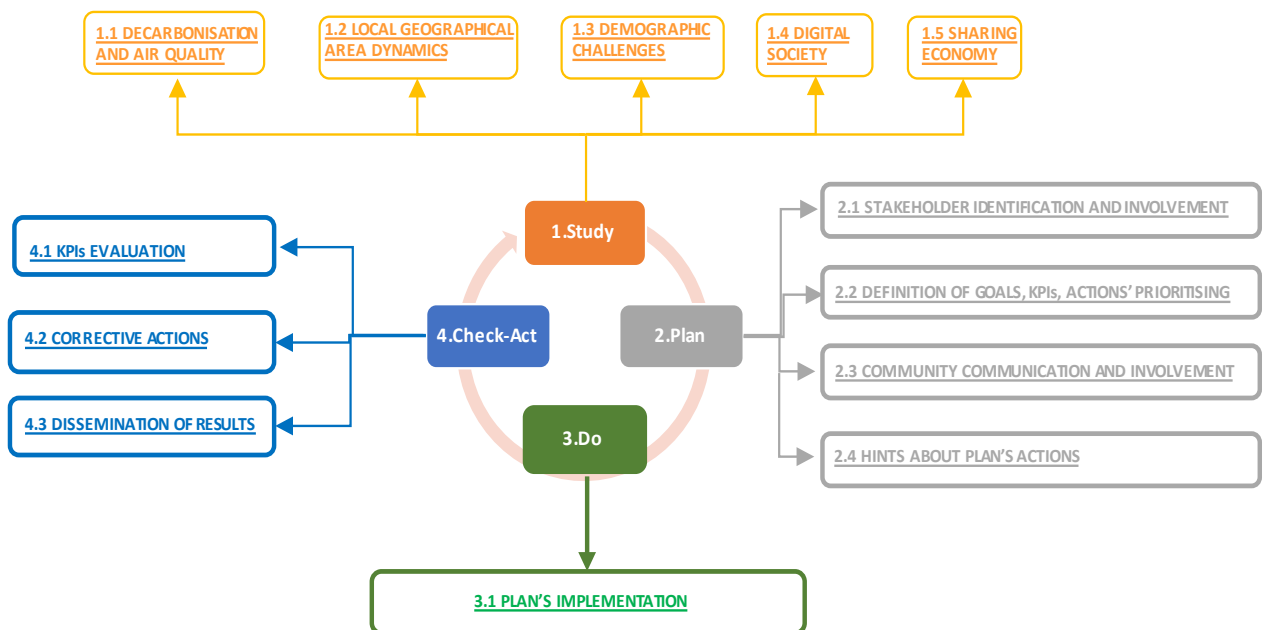 1.1 DECARBONISATION
AND AIR QUALITY
1.2 LOCAL GEOGRAPHICAL
AREA DYNAMICS
1.3 DEMOGRAPHIC
CHALLENGES
1.4 DIGITAL
SOCIETY
1.5 SHARING
ECONOMY
1.Study
2.Plan
3.Do
4.Check-Act
2.1 STAKEHOLDER IDENTIFICATION AND INVOLVEMENT
2.2 DEFINITION OF GOALS, KPIs, ACTIONS’ PRIORITISING
2.3 COMMUNITY COMMUNICATION AND INVOLVEMENT
2.4 HINTS ABOUT PLAN’S ACTIONS
3.1 PLAN’S IMPLEMENTATION
4.1 KPIs EVALUATION
4.2 CORRECTIVE ACTIONS
4.3 DISSEMINATION OF RESULTS